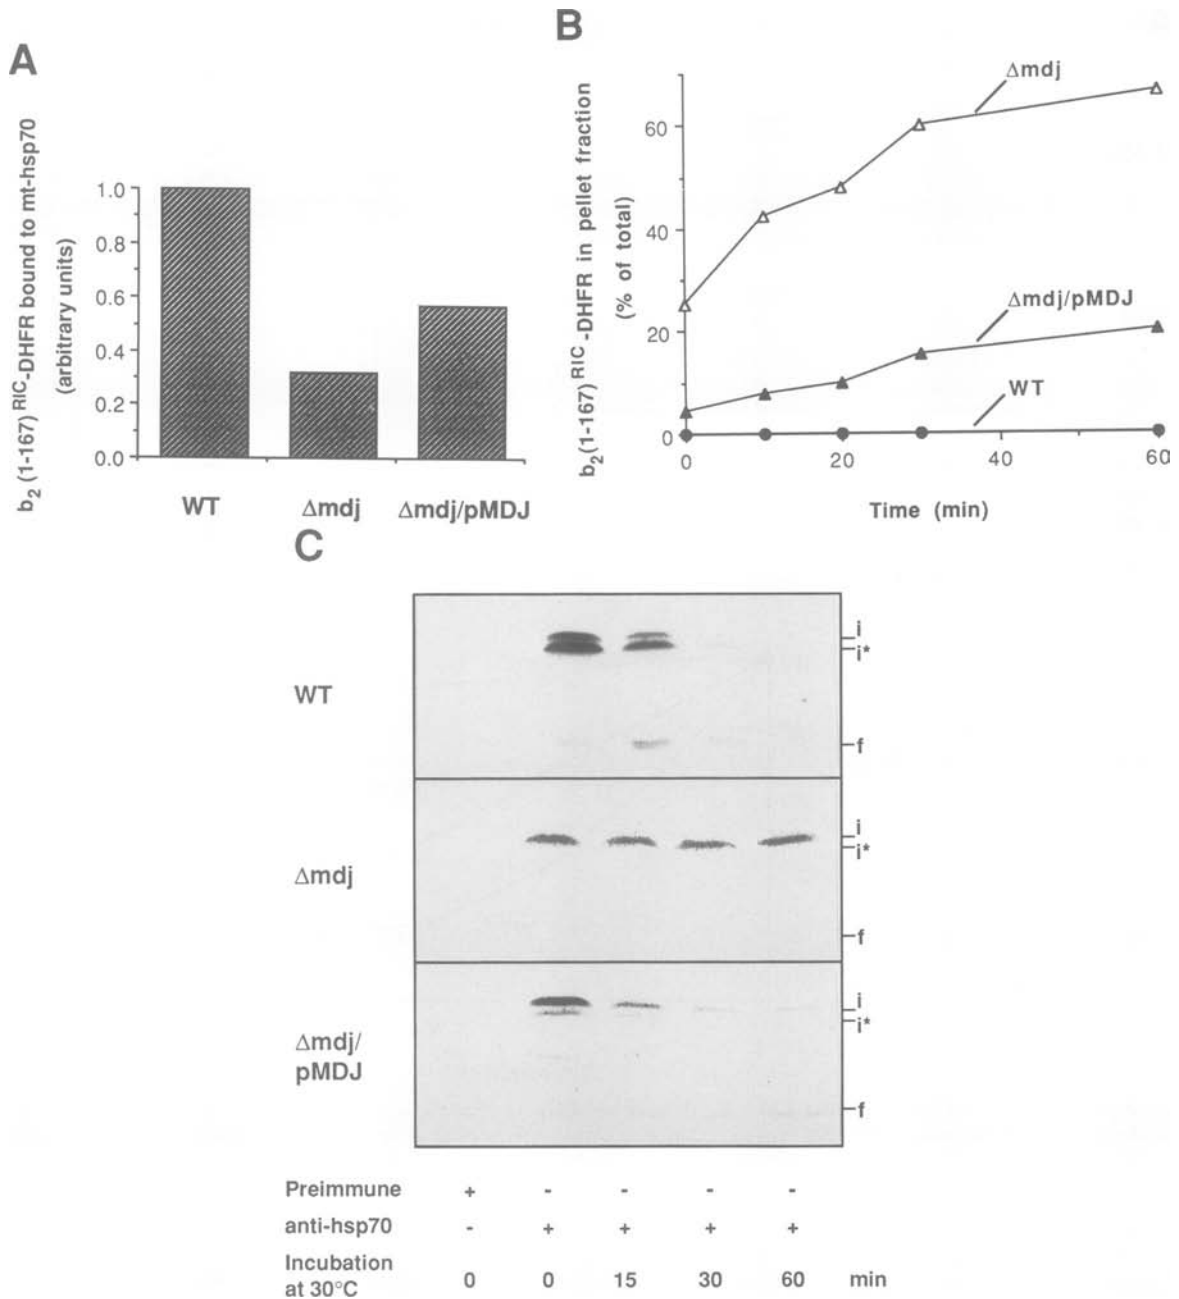 A
b2(1-167)RIC-DHFR bound to mt-hsp70
(arbitrary units)
1.0
0.8
0.6
0.4
0.2
0.0
WT
Δmdj
Δmdj/pMDJ
B
b2(1-167)RIC-DHFR in pellet fraction
(% of total)
60
40
20
0
Δmdj
Δmdj/pMDJ
WT
0 20 40 60
Time (min)
C
WT
i
i*
f
Δmdj
i
i*
f
Δmdj/
pMDJ
i
i*
f
Preimmune + - - - -
anti-hsp70 - + + + +
Incubation
at 30°C 0 0 15 30 60 min